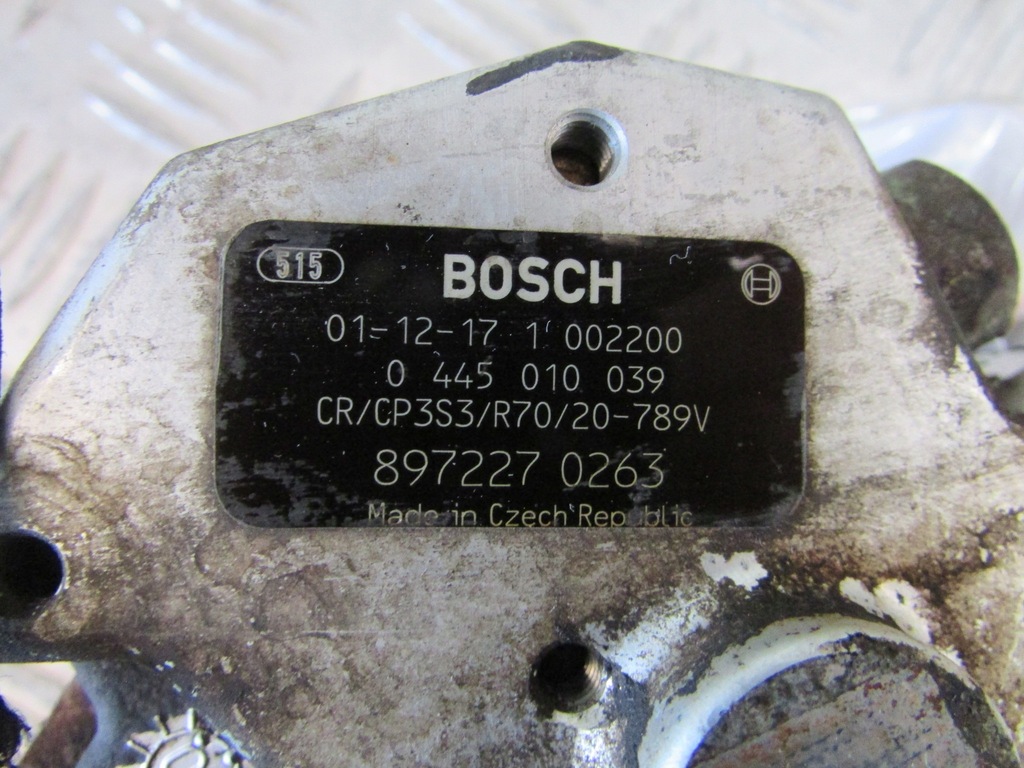 515 BOSCH
01-12-17 1 002200
0 445 010 039
CR/CP3S3/R70/20-789V
897227 0263
Made in Czech Republic